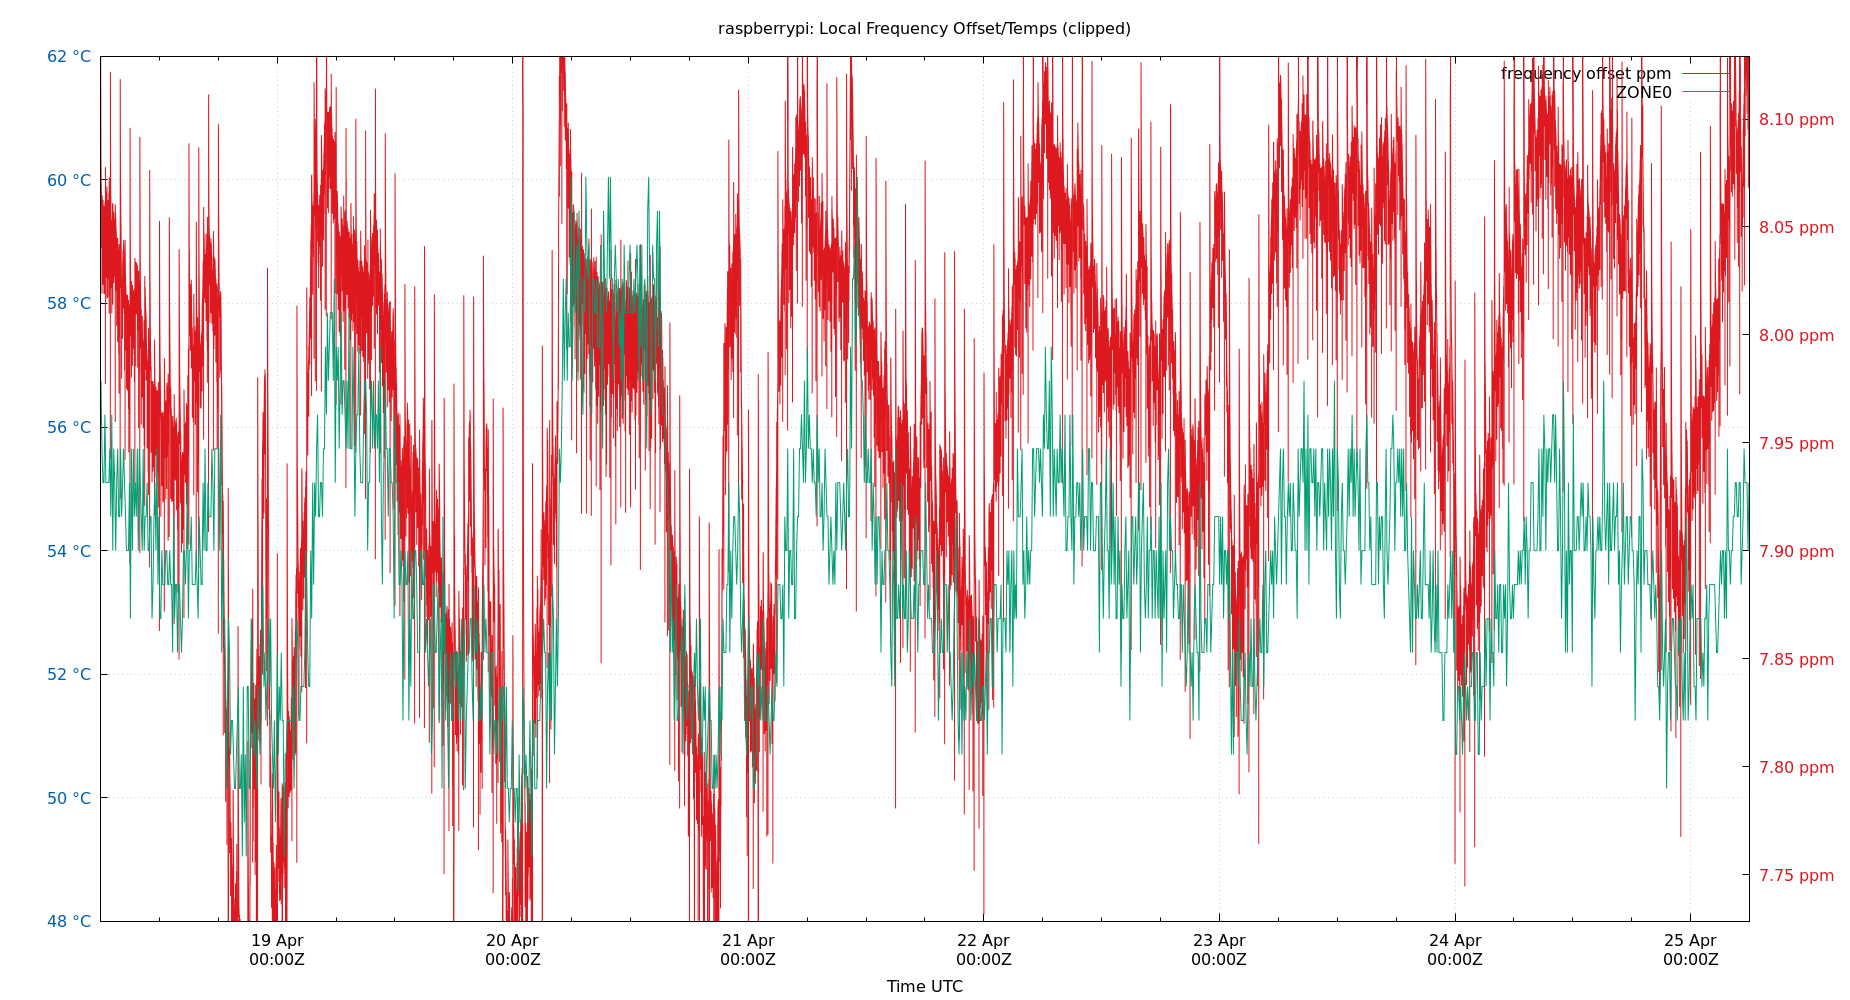 raspberrypi: Local Frequency Offset/Temps (clipped)
frequency offset ppm
ZONE0
62 °C
60 °C
58 °C
56 °C
54 °C
52 °C
50 °C
48 °C
8.10 ppm
8.05 ppm
8.00 ppm
7.95 ppm
7.90 ppm
7.85 ppm
7.80 ppm
7.75 ppm
19 Apr
00:00Z
20 Apr
00:00Z
21 Apr
00:00Z
22 Apr
00:00Z
23 Apr
00:00Z
24 Apr
00:00Z
25 Apr
00:00Z
Time UTC